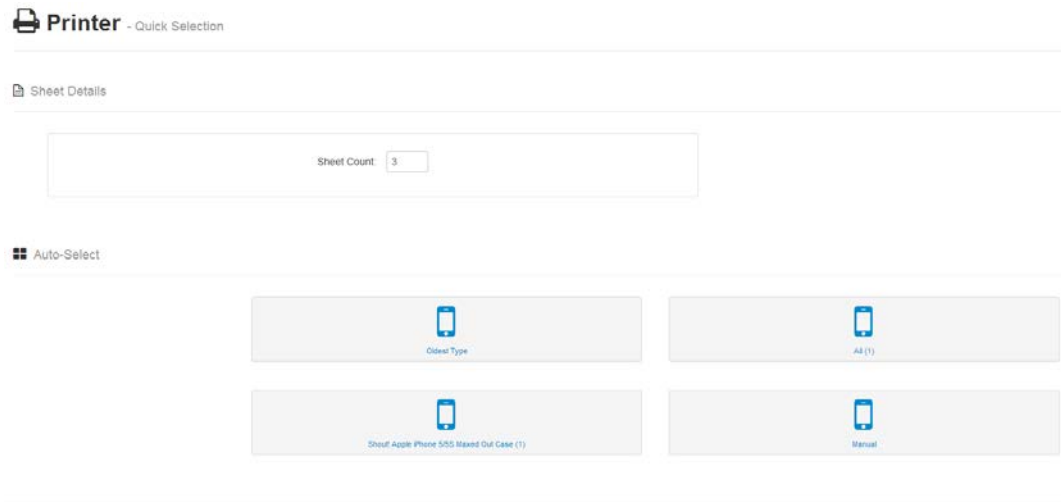 Printer - Quick Selection
Sheet Details
Sheet Count 3
Auto-Select
Oldest Type All (1)
Shout! Apple iPhone 5/5S Maxed Out Case (1) Manual